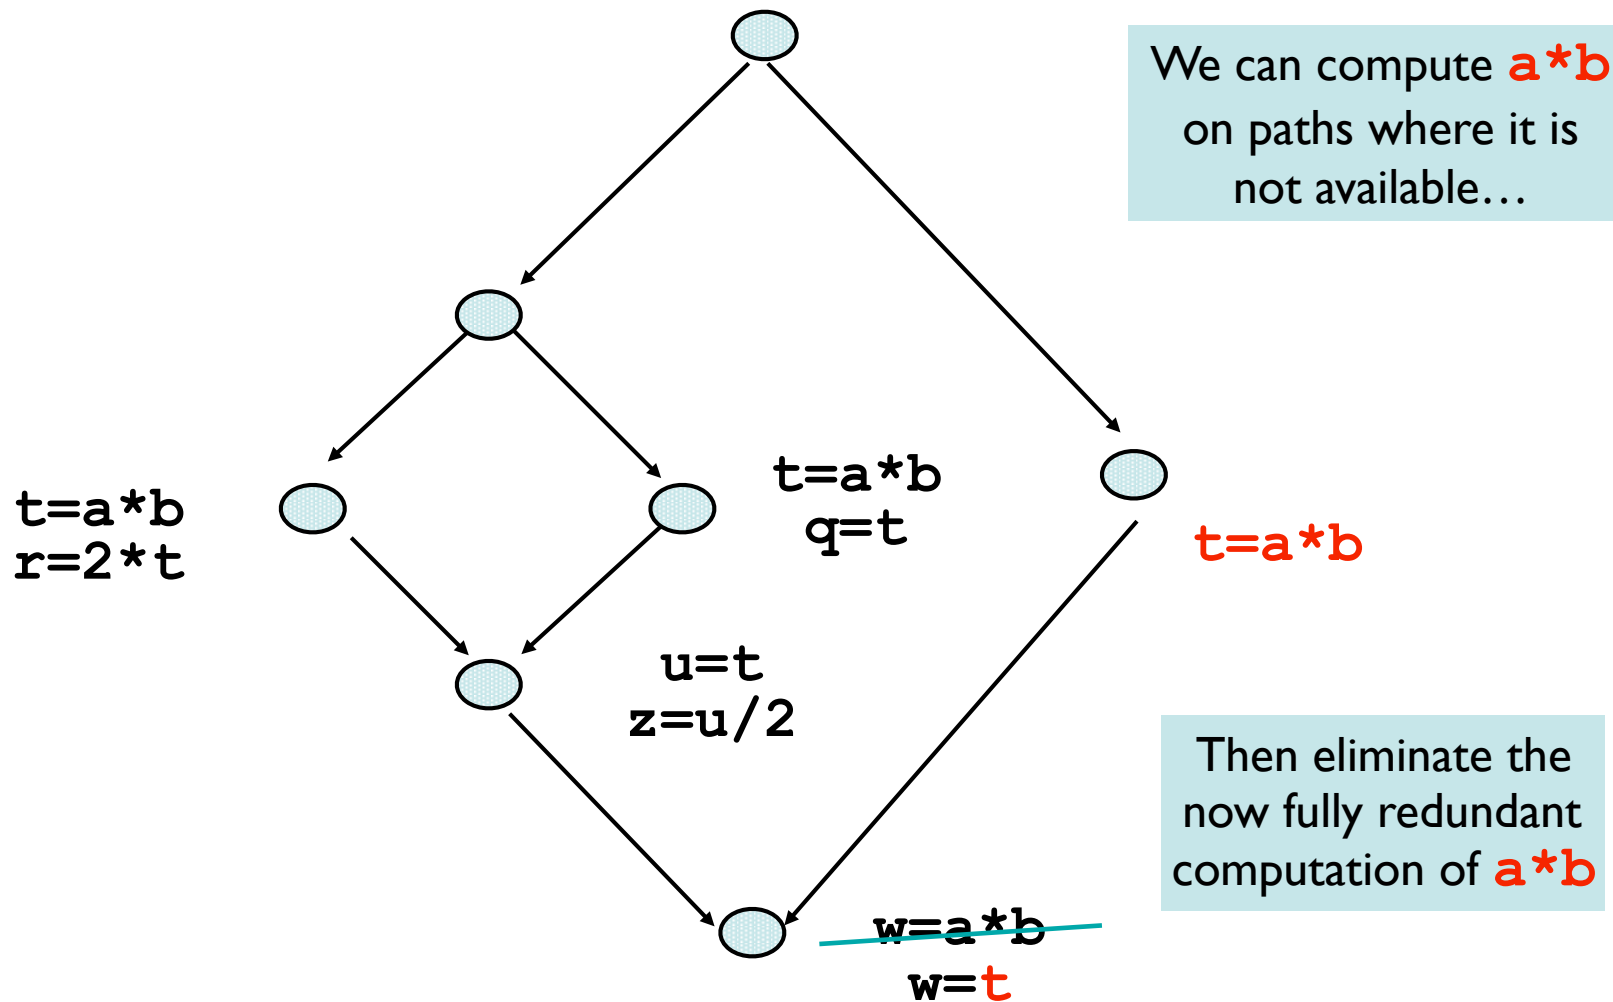 We can compute a*b
on paths where it is
not available…
t=a*b
r=2*t
t=a*b
q=t
t=a*b
u=t
z=u/2
Then eliminate the
now fully redundant
computation of a*b
w=a*b
w=t